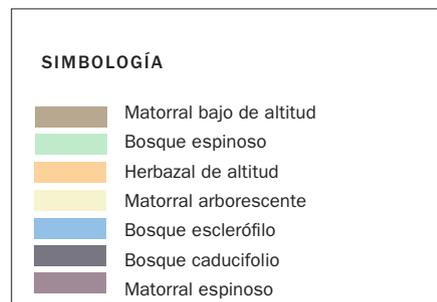 SIMBOLOGÍA
Matorral bajo de altitud
Bosque espinoso
Herbazal de altitud
Matorral arborescente
Bosque esclerófilo
Bosque caducifolio
Matorral espinoso